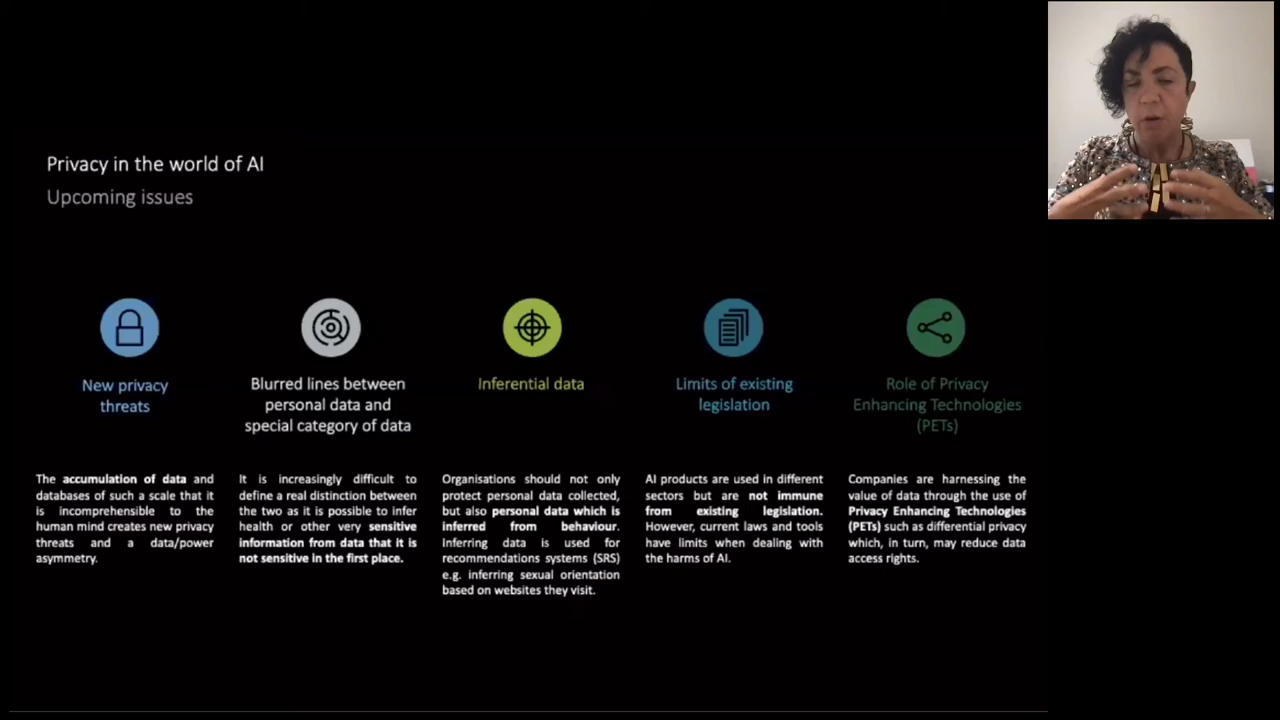 Privacy in the world of AI
Upcoming issues
New privacy
threats
The accumulation of data and
databases of such a scale that it
is incomprehensible to the
human mind creates new privacy
threats and a data/power
asymmetry.
Blurred lines between
personal data and
special category of data
It is increasingly difficult to
define a real distinction between
the two as it is possible to infer
health or other very sensitive
information from data that it is
not sensitive in the first place.
Inferential data
Organisations should not only
protect personal data collected,
but also personal data which is
inferred from behaviour.
Inferring data is used for
recommendations systems (SRS)
e.g. inferring sexual orientation
based on websites they visit.
Limits of existing
legislation
AI products are used in different
sectors but are not immune
from existing legislation.
However, current laws and tools
have limits when dealing with
the harms of AI.
Role of Privacy
Enhancing Technologies
(PETs)
Companies are harnessing the
value of data through the use of
Privacy Enhancing Technologies
(PETs) such as differential privacy
which, in turn, may reduce data
access rights.